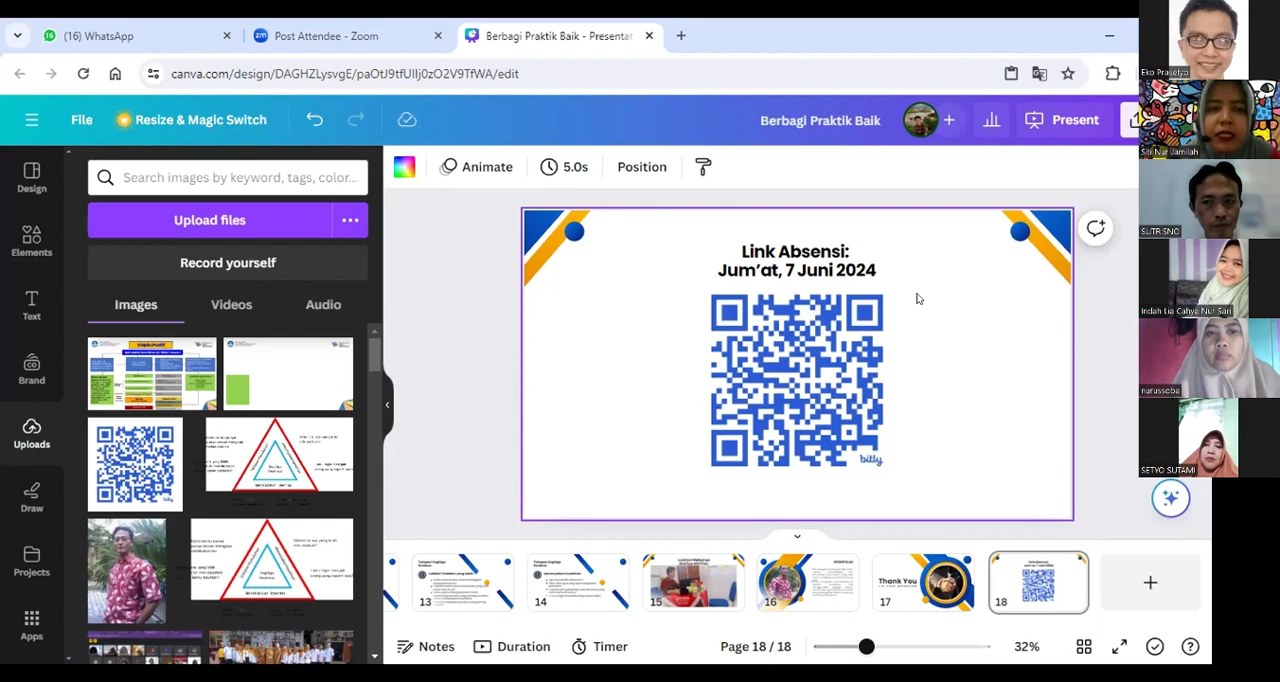 (16) WhatsApp
Post Attendee - Zoom
Berbagi Praktik Baik - Presentat
canva.com/design/DAGHZLysvgE/paOtJ9tfUIlj0zO2V9TfWA/edit
File
Resize & Magic Switch
Berbagi Praktik Baik
Present
Design
Elements
Text
Brand
Uploads
Draw
Projects
Apps
Search images by keyword, tags, color...
Upload files
Record yourself
Images
Videos
Audio
Animate
5.0s
Position
Link Absensi:
Jum'at, 7 Juni 2024
bitly
13
14
15
16
Thank You
17
18
Notes
Duration
Timer
Page 18 / 18
32%
Eko Prasetyo
Siti Nur Jamilah
SUTRISNO
Indah Lia Cahya Nur Sari
nurussoba
SETYO SUTAMI